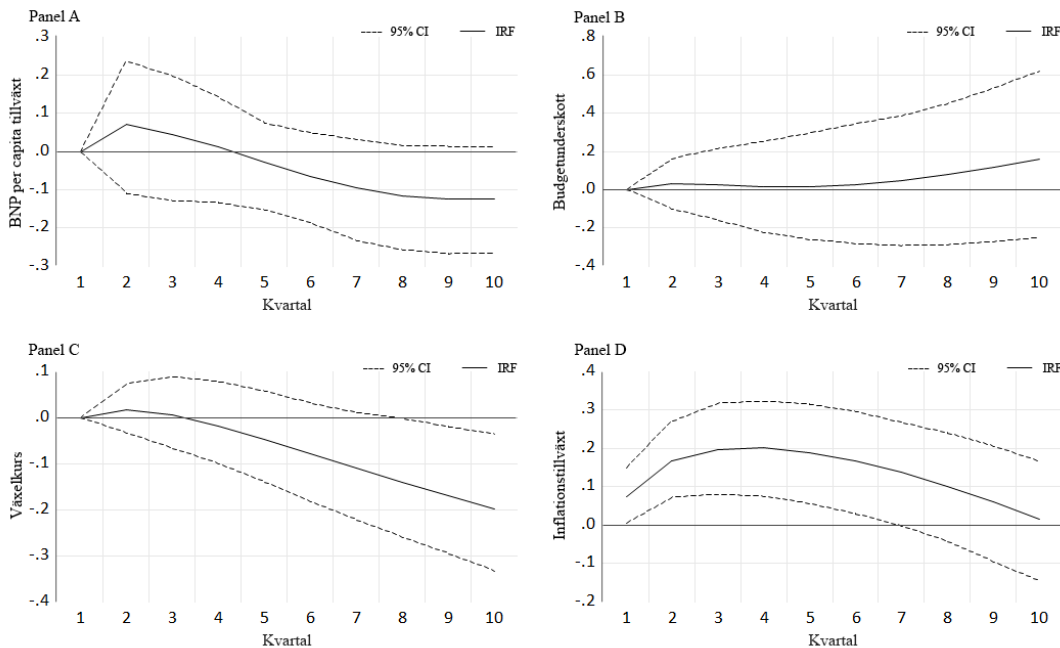 Panel A
95% CI
IRF
.3
.2
.1
.0
-.1
-.2
-.3
BNP per capita tillväxt
1 2 3 4 5 6 7 8 9 10
Kvartal
Panel B
95% CI
IRF
.8
.6
.4
.2
.0
-.2
-.4
Budgetunderskott
1 2 3 4 5 6 7 8 9 10
Kvartal
Panel C
95% CI
IRF
.1
.0
-.1
-.2
-.3
-.4
Växelkurs
1 2 3 4 5 6 7 8 9 10
Kvartal
Panel D
95% CI
IRF
.4
.3
.2
.1
.0
-.1
-.2
Inflationstillväxt
1 2 3 4 5 6 7 8 9 10
Kvartal